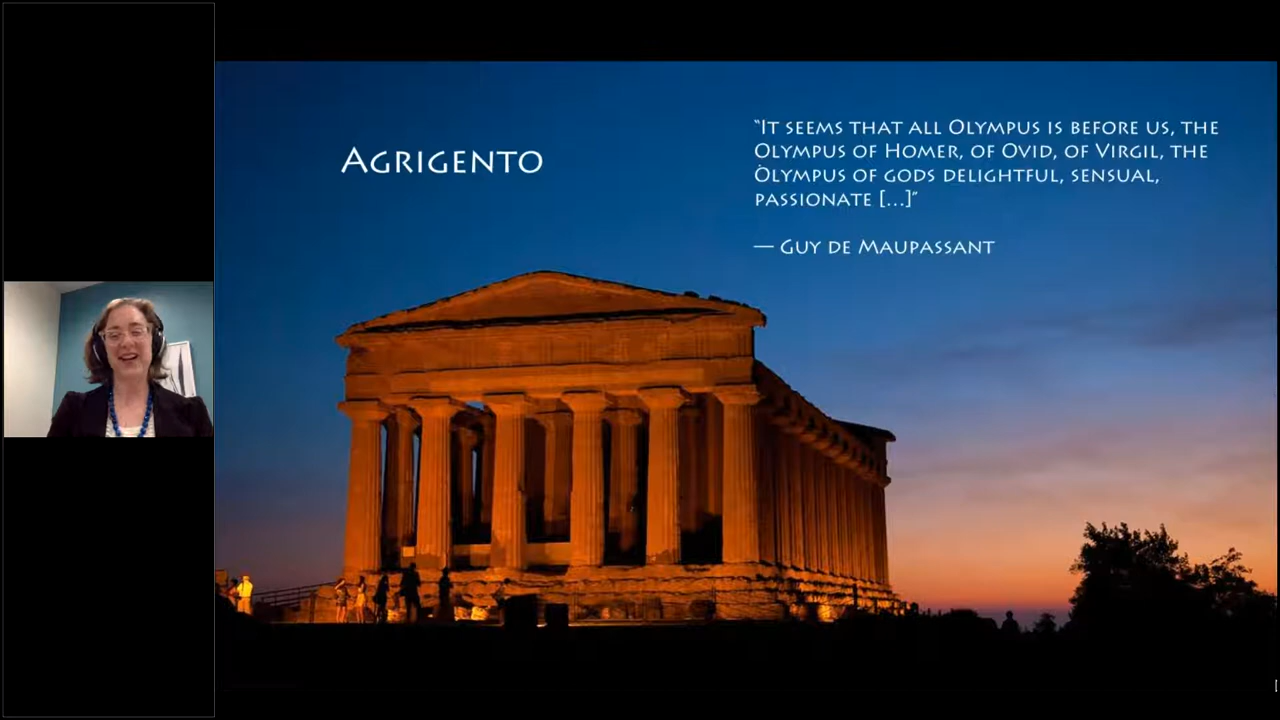 AGRIGENTO
"IT SEEMS THAT ALL OLYMPUS IS BEFORE US, THE
OLYMPUS OF HOMER, OF OVID, OF VIRGIL, THE
OLYMPUS OF GODS DELIGHTFUL, SENSUAL,
PASSIONATE [...]"
— GUY DE MAUPASSANT